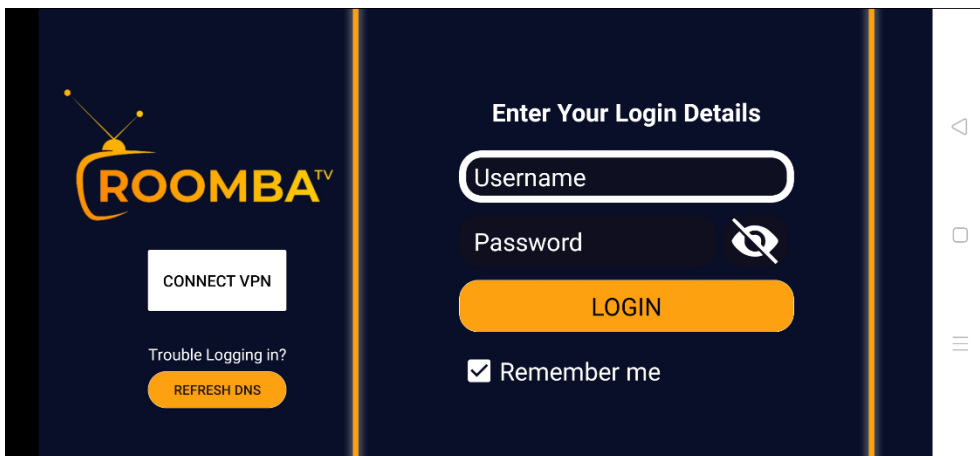 ROOMBA TV
CONNECT VPN
Trouble Logging in?
REFRESH DNS
Enter Your Login Details
Username
Password
LOGIN
Remember me